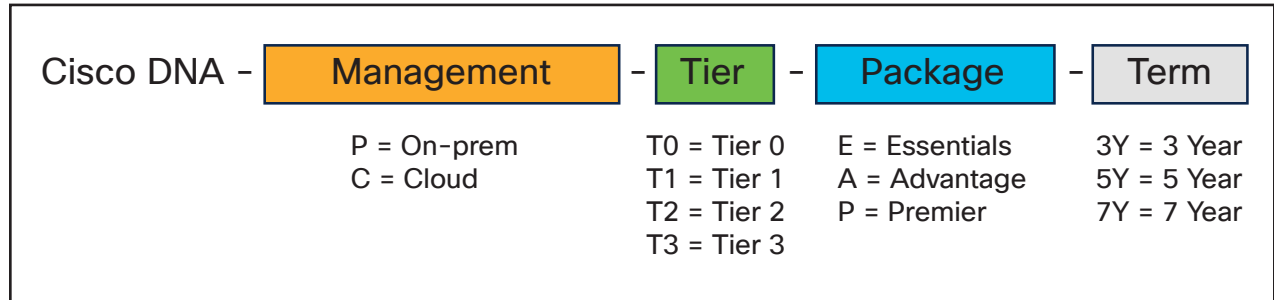 Cisco DNA - Management - Tier - Package - Term
P = On-prem T0 = Tier 0 E = Essentials 3Y = 3 Year
C = Cloud T1 = Tier 1 A = Advantage 5Y = 5 Year
T2 = Tier 2 P = Premier 7Y = 7 Year
T3 = Tier 3